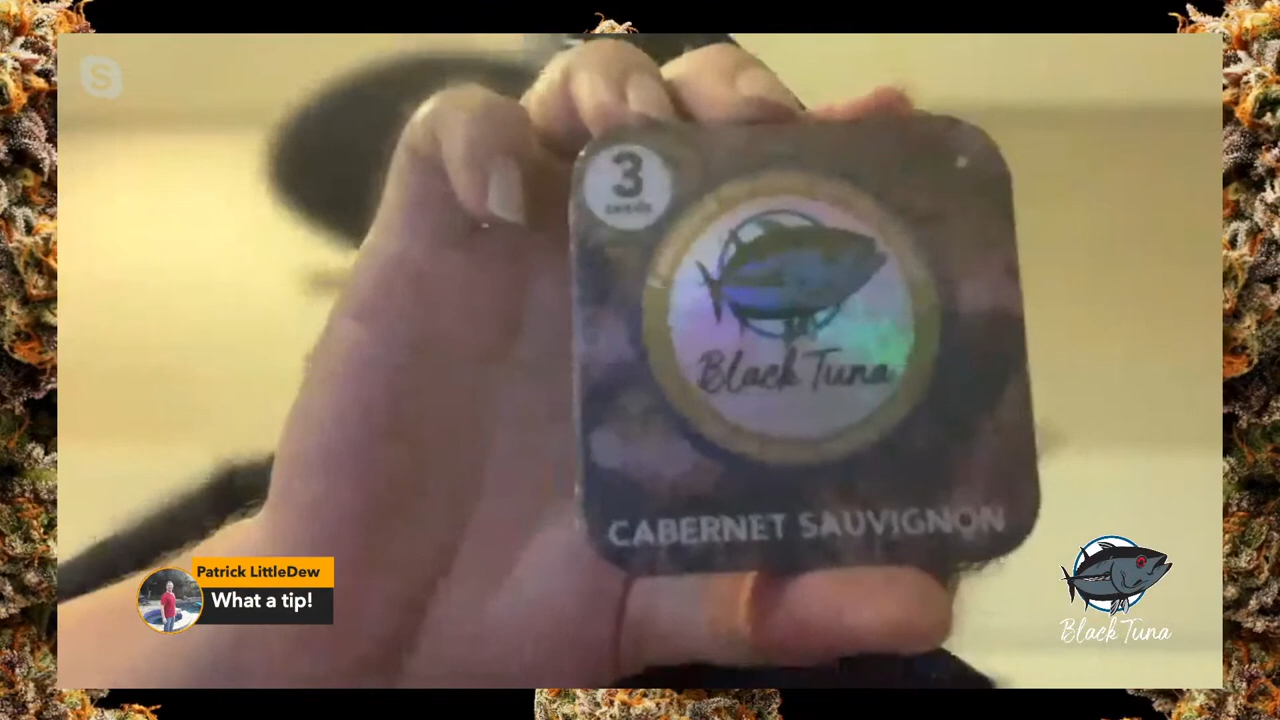 S
3
seeds
Black Tuna
CABERNET SAUVIGNON
Patrick LittleDew
What a tip!
Black Tuna